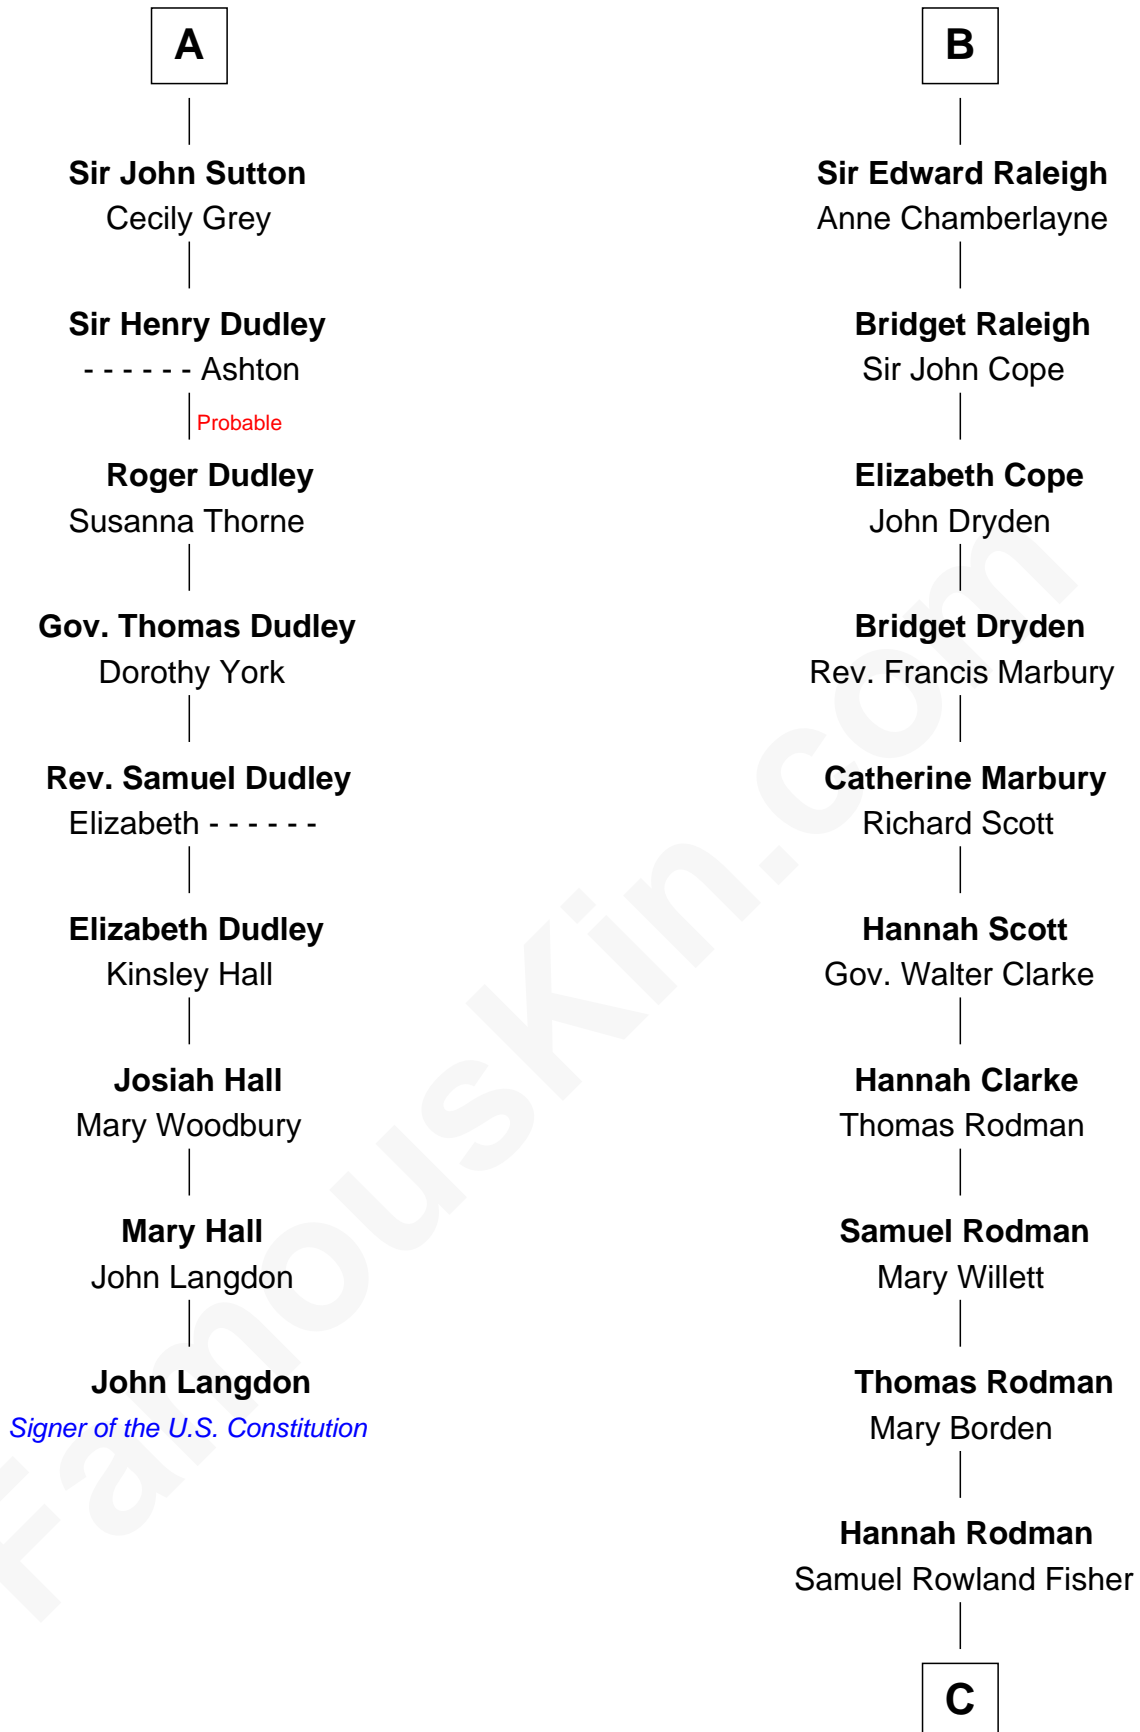 A
Sir John Sutton
Cecily Grey
Sir Henry Dudley
- - - - - - Ashton
Probable
Roger Dudley
Susanna Thorne
Gov. Thomas Dudley
Dorothy York
Rev. Samuel Dudley
Elizabeth - - - - - -
Elizabeth Dudley
Kinsley Hall
Josiah Hall
Mary Woodbury
Mary Hall
John Langdon
John Langdon
Signer of the U.S. Constitution
B
Sir Edward Raleigh
Anne Chamberlayne
Bridget Raleigh
Sir John Cope
Elizabeth Cope
John Dryden
Bridget Dryden
Rev. Francis Marbury
Catherine Marbury
Richard Scott
Hannah Scott
Gov. Walter Clarke
Hannah Clarke
Thomas Rodman
Samuel Rodman
Mary Willett
Thomas Rodman
Mary Borden
Hannah Rodman
Samuel Rowland Fisher
C
FamousKin.com